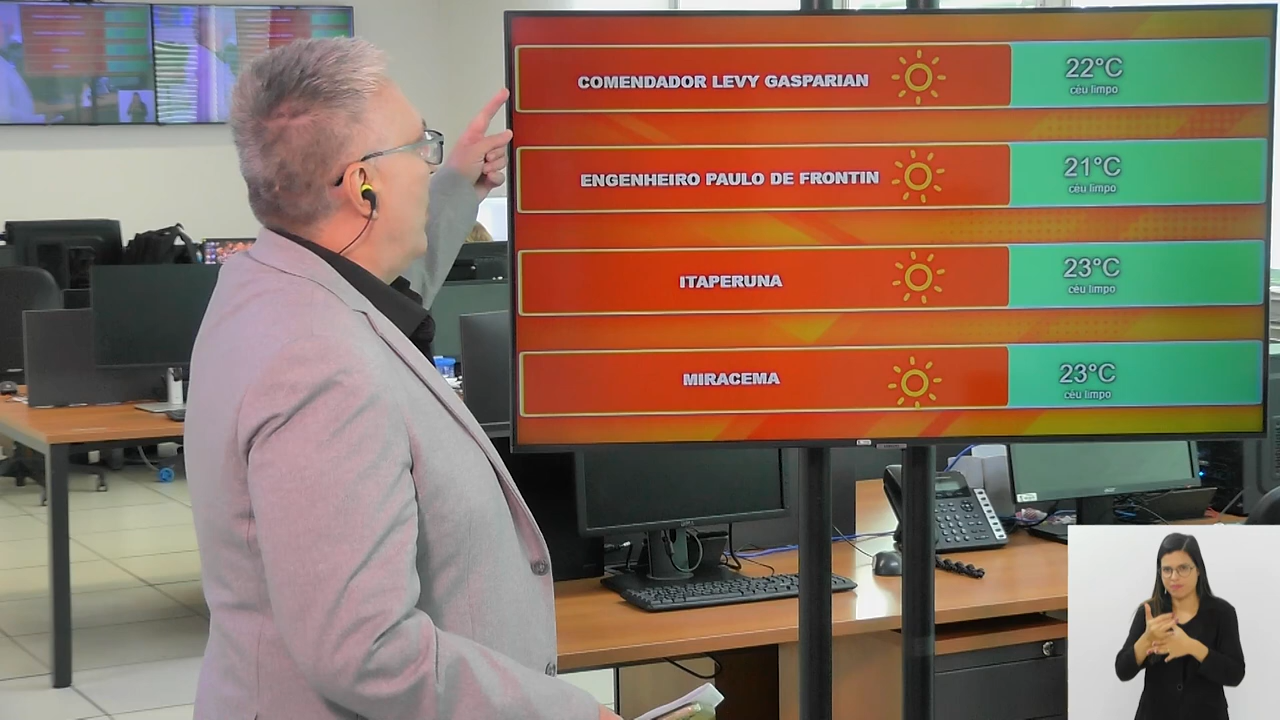 COMENDADOR LEVY GASPARIAN
22°C
céu limpo
ENGENHEIRO PAULO DE FRONTIN
21°C
céu limpo
ITAPERUNA
23°C
céu limpo
MIRACEMA
23°C
céu limpo